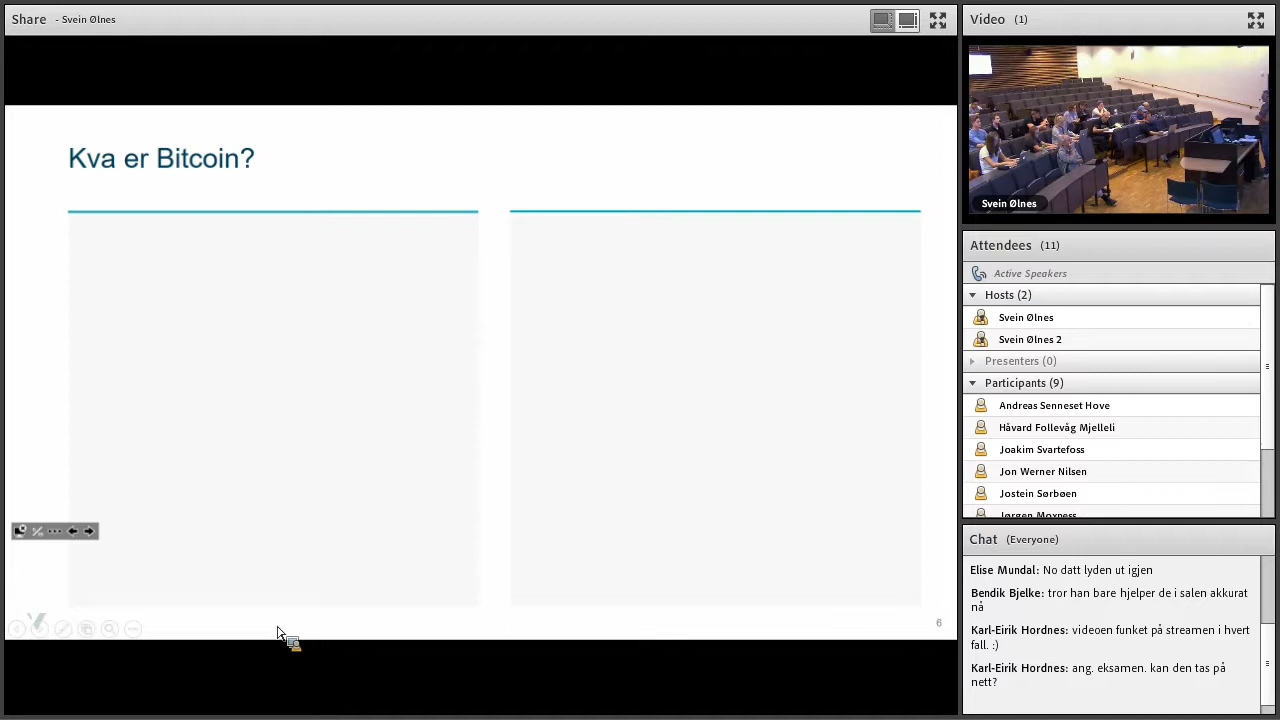 Share - Svein Ølnes
Kva er Bitcoin?
6
Video (1)
Svein Ølnes
Attendees (11)
Active Speakers
Hosts (2)
Svein Ølnes
Svein Ølnes 2
Presenters (0)
Participants (9)
Andreas Senneset Hove
Håvard Follevåg Mjelleli
Joakim Svartefoss
Jon Werner Nilsen
Jostein Sørbøen
Jørgen Moxness
Chat (Everyone)
Elise Mundal: No datt lyden ut igjen
Bendik Bjelke: tror han bare hjelper de i salen akkurat
nå
Karl-Eirik Hordnes: videoen funket på streamen i hvert
fall. :)
Karl-Eirik Hordnes: ang. eksamen. kan den tas på
nett?